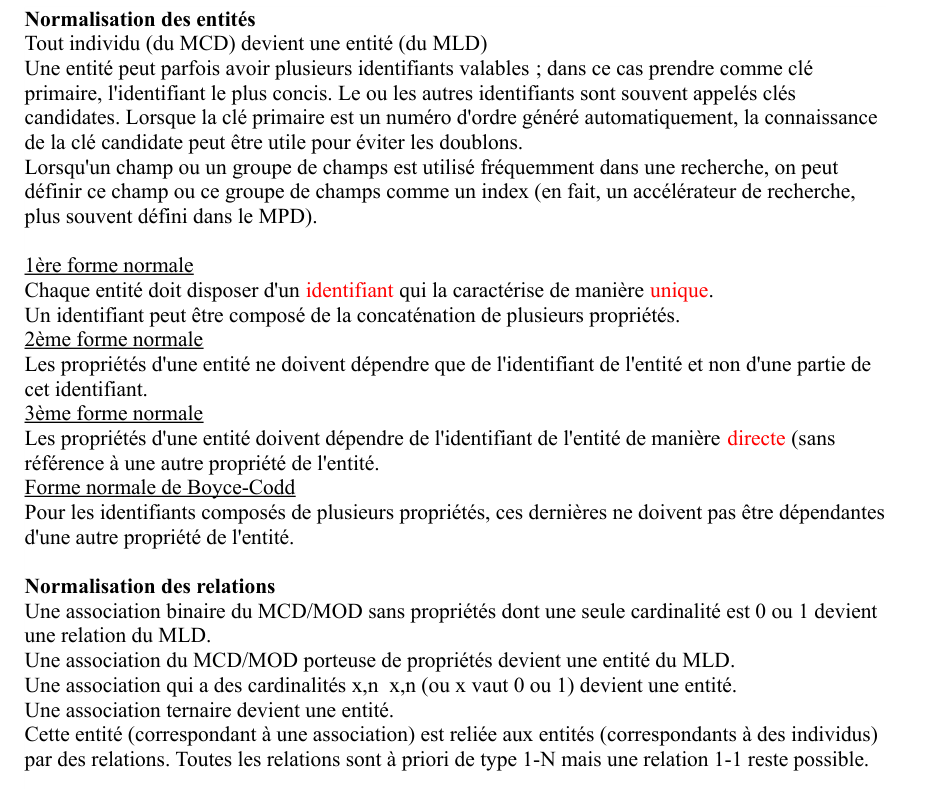 Normalisation des entités
Tout individu (du MCD) devient une entité (du MLD)
Une entité peut parfois avoir plusieurs identifiants valables ; dans ce cas prendre comme clé
primaire, l'identifiant le plus concis. Le ou les autres identifiants sont souvent appelés clés
candidates. Lorsque la clé primaire est un numéro d'ordre généré automatiquement, la connaissance
de la clé candidate peut être utile pour éviter les doublons.
Lorsqu'un champ ou un groupe de champs est utilisé fréquemment dans une recherche, on peut
définir ce champ ou ce groupe de champs comme un index (en fait, un accélérateur de recherche,
plus souvent défini dans le MPD).
1ère forme normale
Chaque entité doit disposer d'un identifiant qui la caractérise de manière unique.
Un identifiant peut être composé de la concaténation de plusieurs propriétés.
2ème forme normale
Les propriétés d'une entité ne doivent dépendre que de l'identifiant de l'entité et non d'une partie de
cet identifiant.
3ème forme normale
Les propriétés d'une entité doivent dépendre de l'identifiant de l'entité de manière directe (sans
référence à une autre propriété de l'entité.
Forme normale de Boyce-Codd
Pour les identifiants composés de plusieurs propriétés, ces dernières ne doivent pas être dépendantes
d'une autre propriété de l'entité.
Normalisation des relations
Une association binaire du MCD/MOD sans propriétés dont une seule cardinalité est 0 ou 1 devient
une relation du MLD.
Une association du MCD/MOD porteuse de propriétés devient une entité du MLD.
Une association qui a des cardinalités x,n  x,n (ou x vaut 0 ou 1) devient une entité.
Une association ternaire devient une entité.
Cette entité (correspondant à une association) est reliée aux entités (correspondants à des individus)
par des relations. Toutes les relations sont à priori de type 1-N mais une relation 1-1 reste possible.